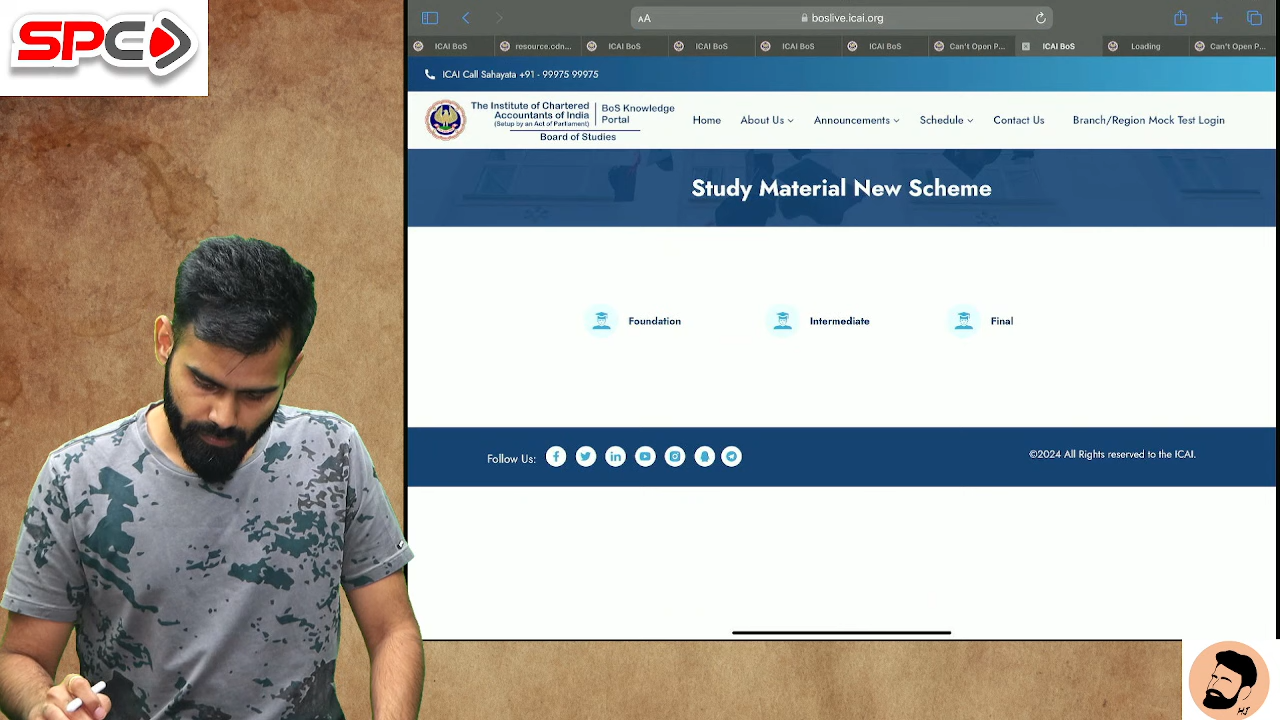 SPC
AA
boslive.icai.org
ICAI BoS
resource.cdn...
ICAI BoS
ICAI BoS
ICAI BoS
ICAI BoS
Can't Open P...
ICAI BoS
Loading
Can't Open P...
ICAI Call Sahayata +91 - 99975 99975
The Institute of Chartered
Accountants of India
(Setup by an Act of Parliament)
BoS Knowledge
Portal
Board of Studies
Home
About Us
Announcements
Schedule
Contact Us
Branch/Region Mock Test Login
Study Material New Scheme
Foundation
Intermediate
Final
Follow Us:
©2024 All Rights reserved to the ICAI.
HJ